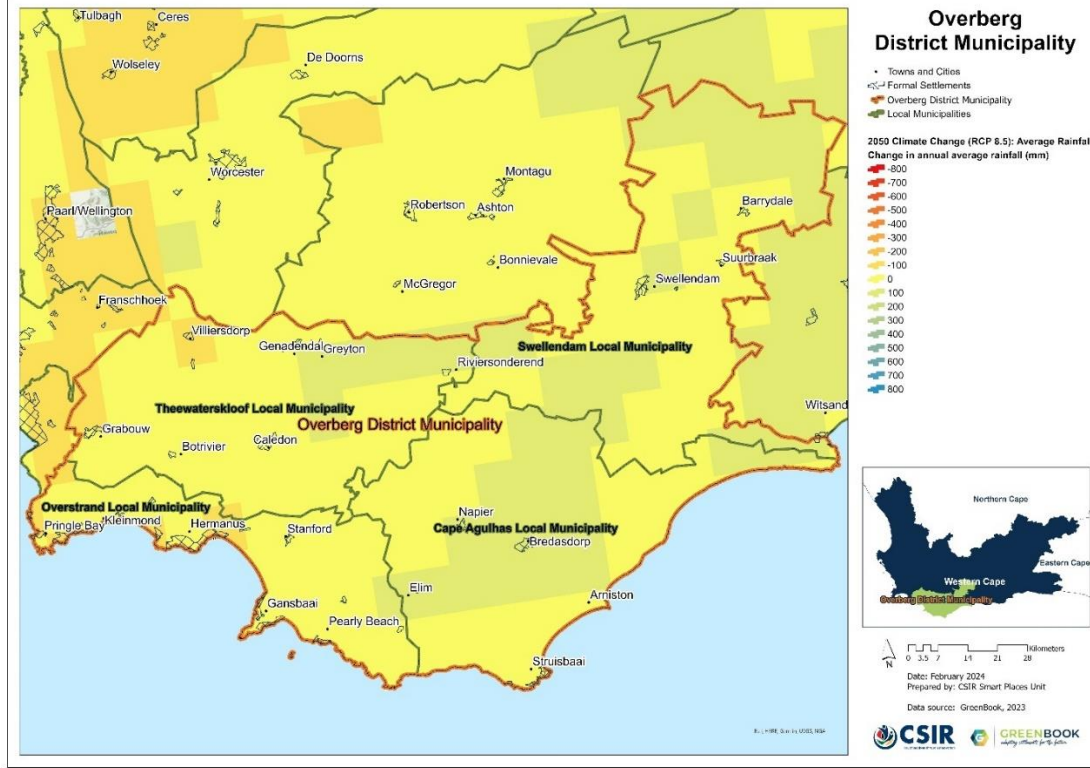 Overberg
District Municipality
Towns and Cities
Formal Settlements
Overberg District Municipality
Local Municipalities
2050 Climate Change (RCP 8.5): Average Rainfall
Change in annual average rainfall (mm)
-800
-700
-600
-500
-400
-300
-200
-100
0
100
200
300
400
500
600
700
800
Tulbagh
Ceres
Wolseley
De Doorns
Worcester
Montagu
Paarl/Wellington
Robertson
Ashton
Barrydale
Bonnievale
Suurbraak
McGregor
Swellendam
Franschhoek
Villiersdorp
Genadendal
Greyton
Swellendam Local Municipality
Riviersonderend
Theewaterskloof Local Municipality
Witsand
Overberg District Municipality
Grabouw
Caledon
Botrivier
Overstrand Local Municipality
Napier
Kleinmond
Hermanus
Pringle Bay
Stanford
Cape Agulhas Local Municipality
Bredasdorp
Elim
Arniston
Gansbaai
Pearly Beach
Struisbaai
Northern Cape
Eastern Cape
Western Cape
Overberg District Municipality
N
0 3.5 7 14 21 28 Kilometers
Date: February 2024
Prepared by: CSIR Smart Places Unit
Data source: GreenBook, 2023
CSIR
GREENBOOK